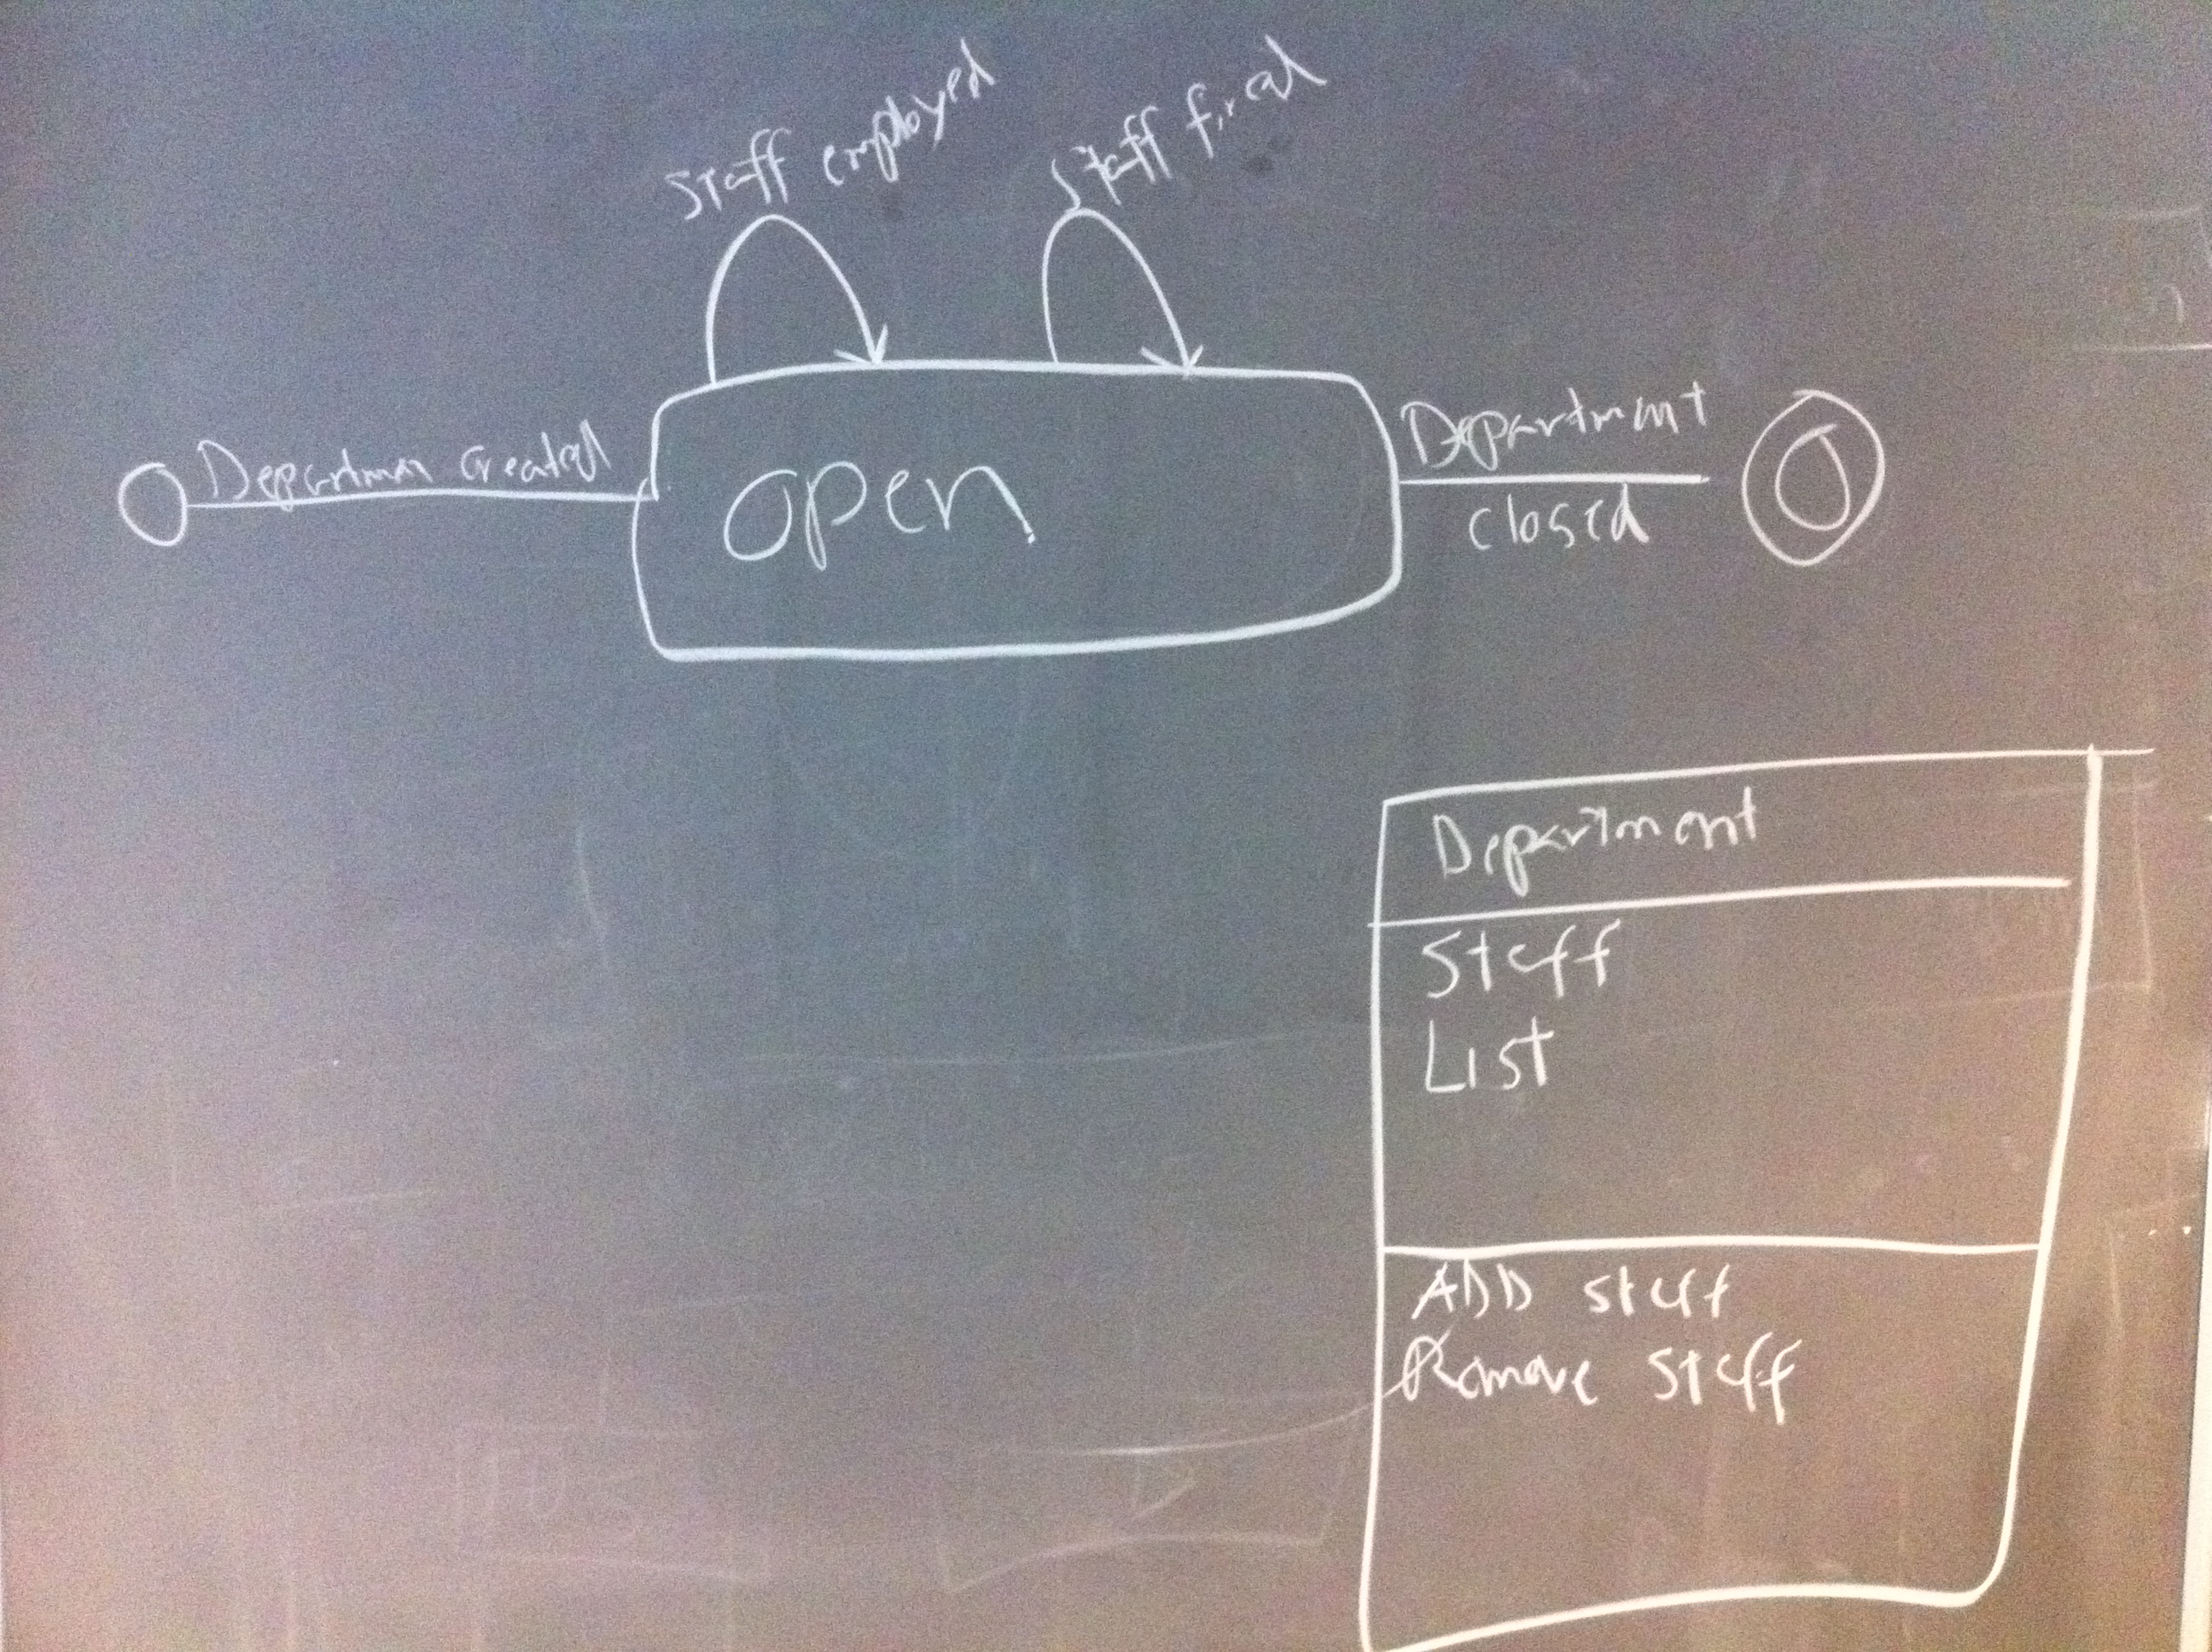 Staff employed
Staff fired
Departmen created
open
Department
closed
Department
Staff
List
ADD staff
Remove staff